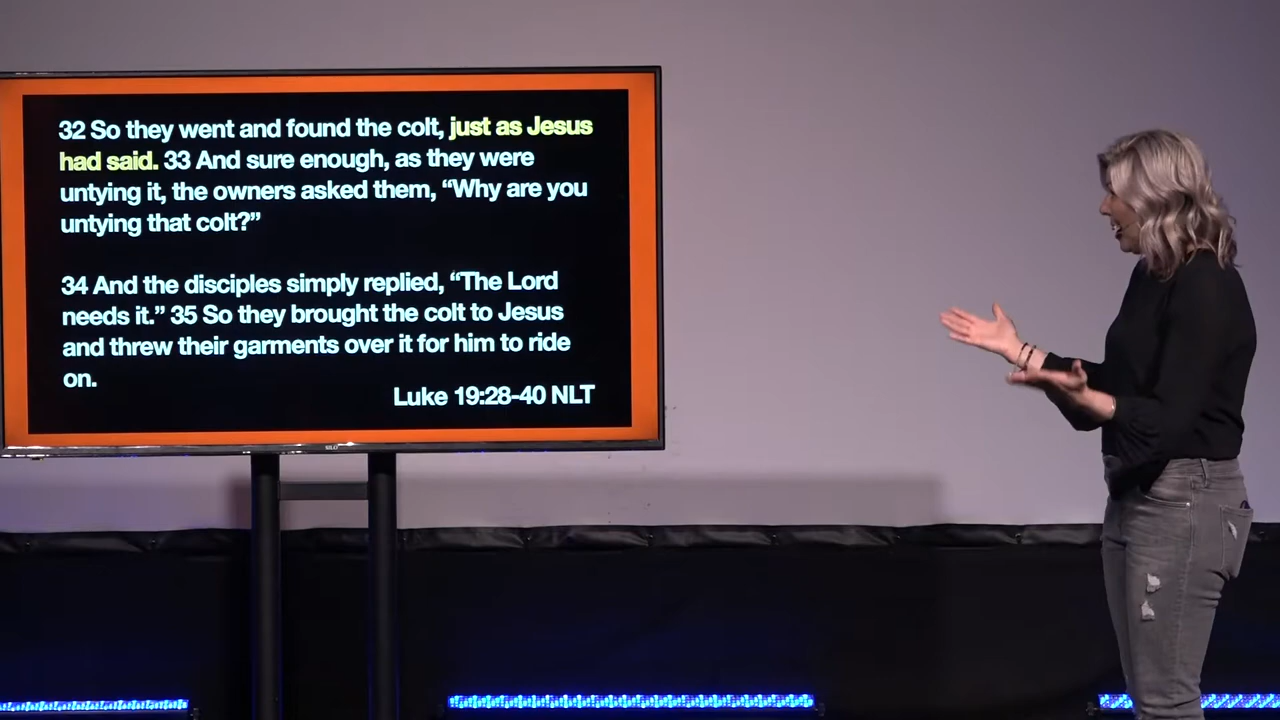 32 So they went and found the colt, just as Jesus
had said. 33 And sure enough, as they were
untying it, the owners asked them, “Why are you
untying that colt?”
34 And the disciples simply replied, “The Lord
needs it.” 35 So they brought the colt to Jesus
and threw their garments over it for him to ride
on.
Luke 19:28-40 NLT